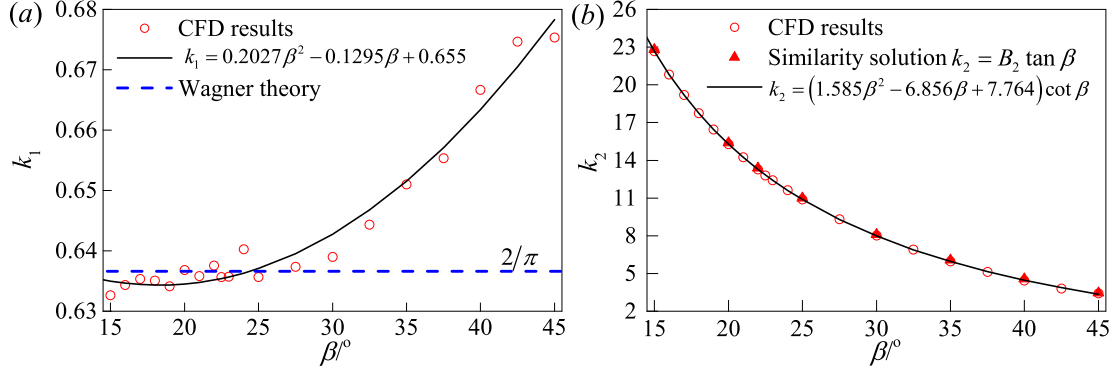 (a)
0.68
0.67
0.66
0.65
0.64
0.63
k₁
CFD results
k₁ = 0.2027β² − 0.1295β + 0.655
Wagner theory
2/π
15 20 25 30 35 40 45
β/°
(b)
26
23
20
17
14
11
8
5
2
k₂
CFD results
Similarity solution k₂ = B₂ tan β
k₂ = (1.585β² − 6.856β + 7.764) cot β
15 20 25 30 35 40 45
β/°